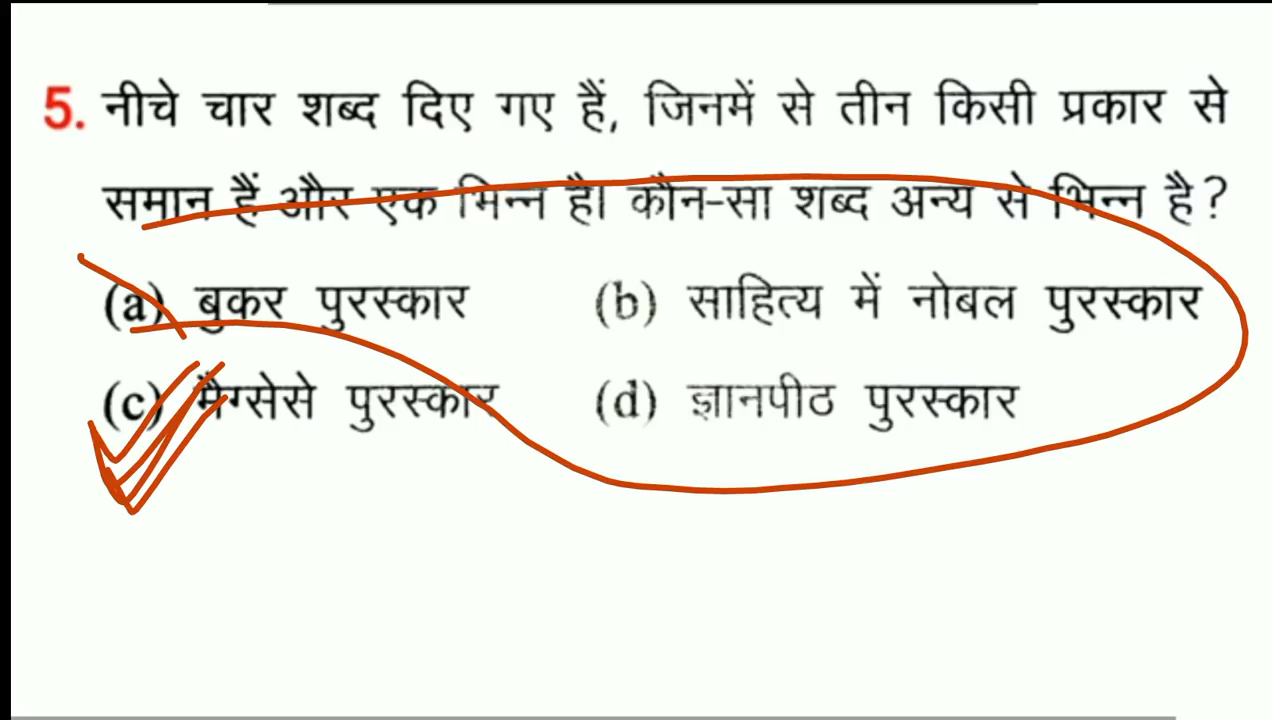 5. नीचे चार शब्द दिए गए हैं, जिनमें से तीन किसी प्रकार से
समान हैं और एक भिन्न है। कौन-सा शब्द अन्य से भिन्न है?
(a) बुकर पुरस्कार (b) साहित्य में नोबल पुरस्कार
(c) मैग्सेसे पुरस्कार (d) ज्ञानपीठ पुरस्कार